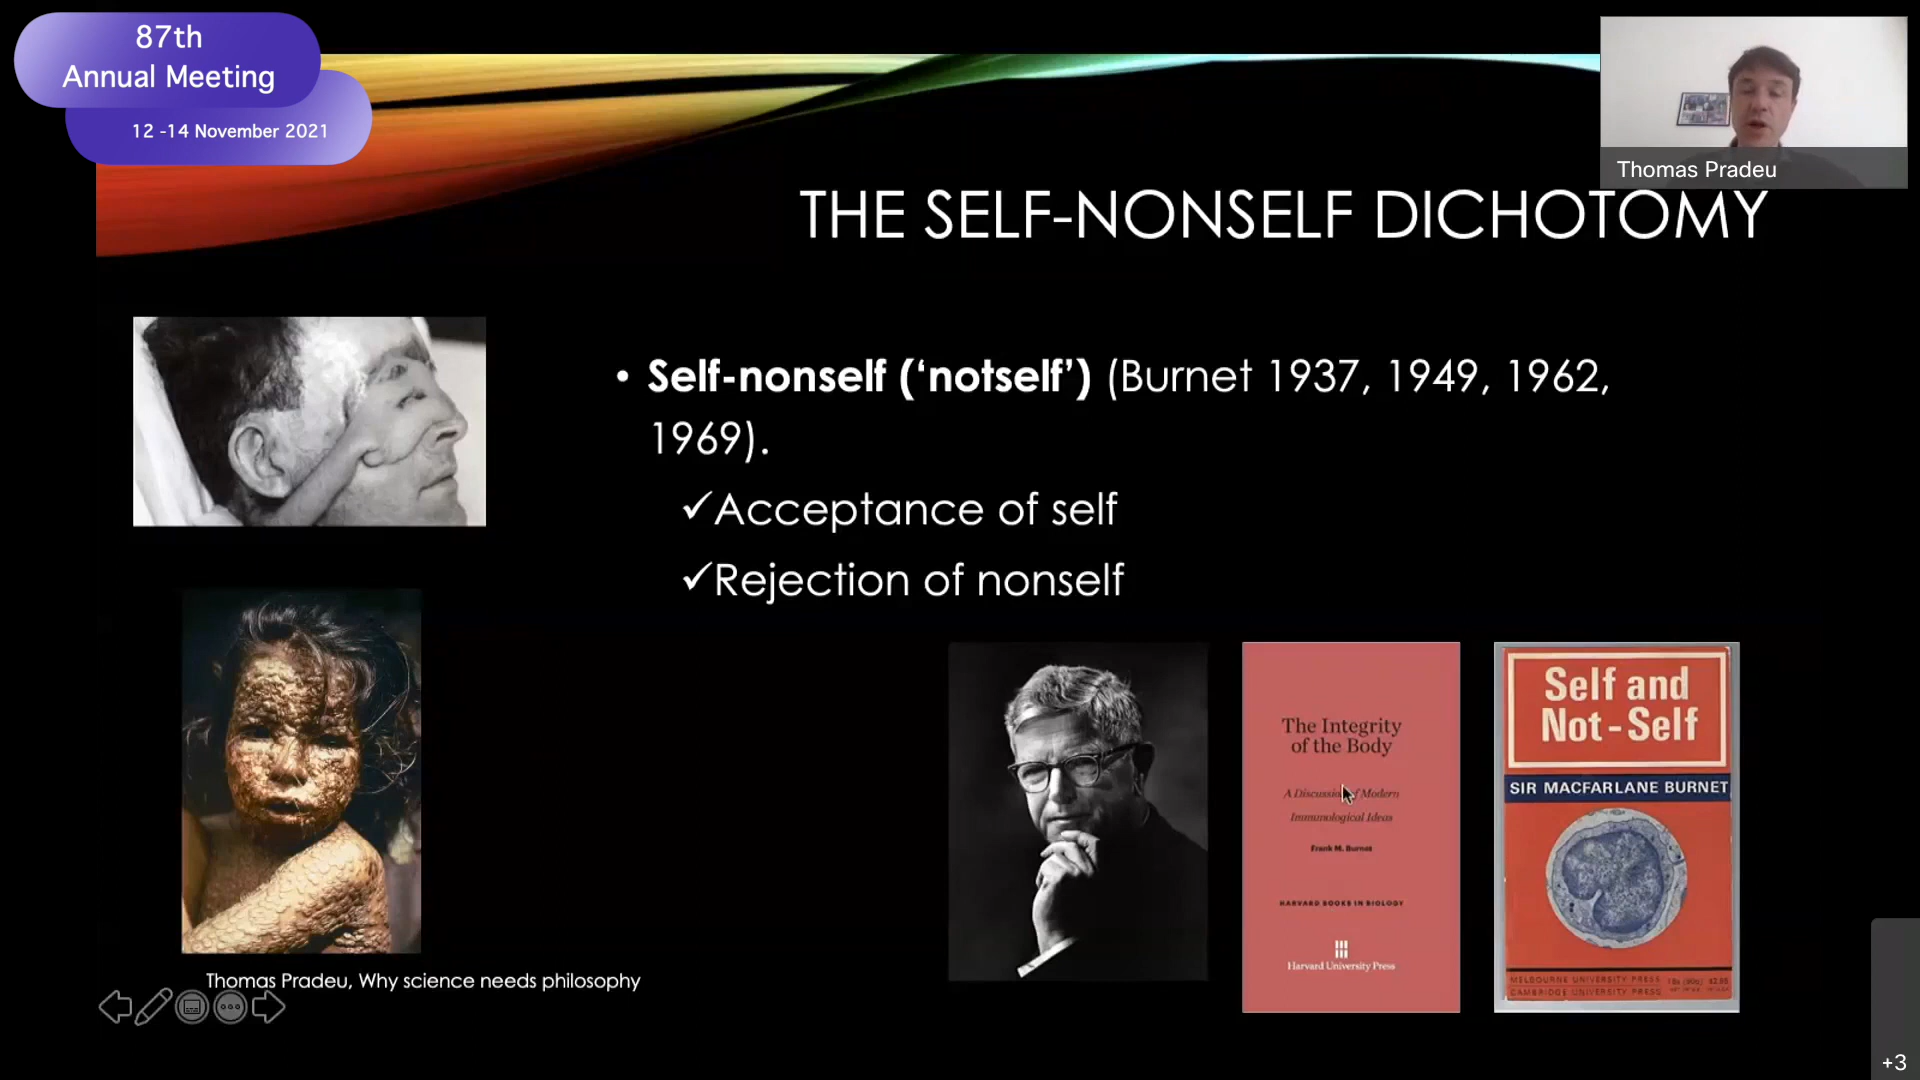 87th
Annual Meeting
12 -14 November 2021
Thomas Pradeu
THE SELF-NONSELF DICHOTOMY
• Self-nonself (‘notself’) (Burnet 1937, 1949, 1962,
1969).
✓Acceptance of self
✓Rejection of nonself
The Integrity
of the Body
A Discussion of Modern
Immunological Ideas
Frank M. Burnet
HARVARD BOOKS IN BIOLOGY
Harvard University Press
Self and
Not-Self
SIR MACFARLANE BURNET
MELBOURNE UNIVERSITY PRESS
CAMBRIDGE UNIVERSITY PRESS
Thomas Pradeu, Why science needs philosophy
+3